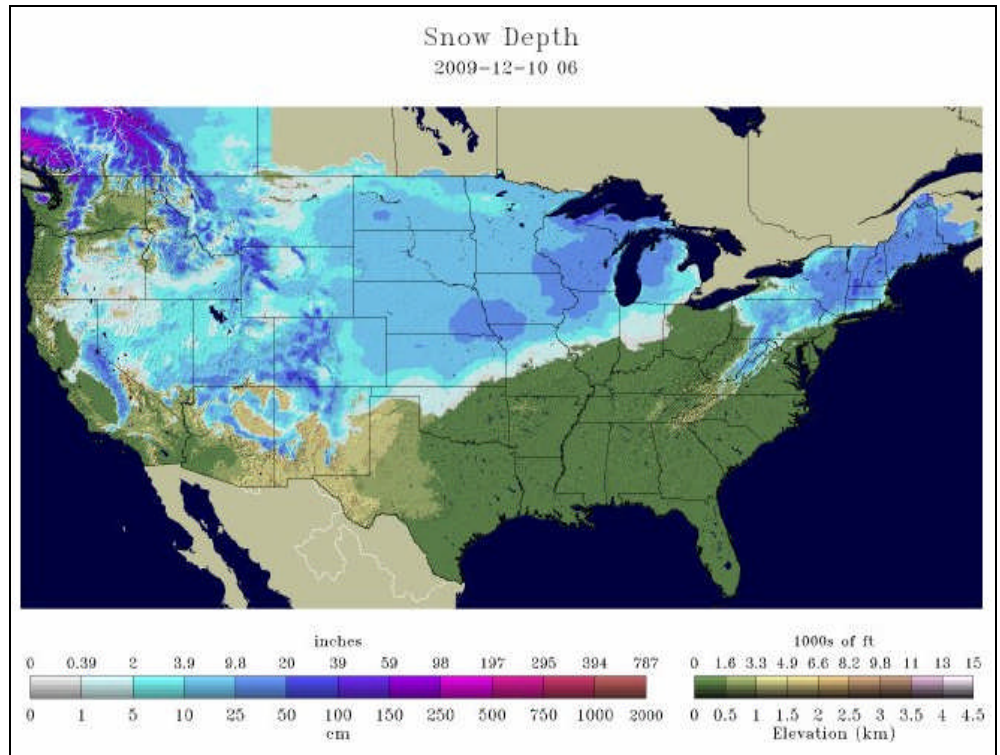 Snow Depth
2009-12-10 06
inches
0 0.39 2 3.9 9.8 20 39 59 98 197 295 394 787
0 1 5 10 25 50 100 150 250 500 750 1000 2000
cm
1000s of ft
0 1.6 3.3 4.9 6.6 8.2 9.8 11 13 15
0 0.5 1 1.5 2 2.5 3 3.5 4 4.5
Elevation (km)